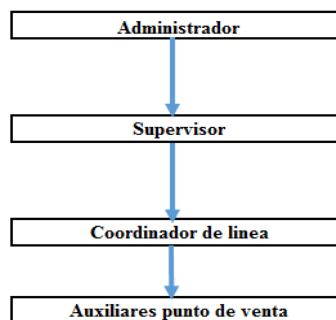 Administrador
Supervisor
Coordinador de linea
Auxiliares punto de venta